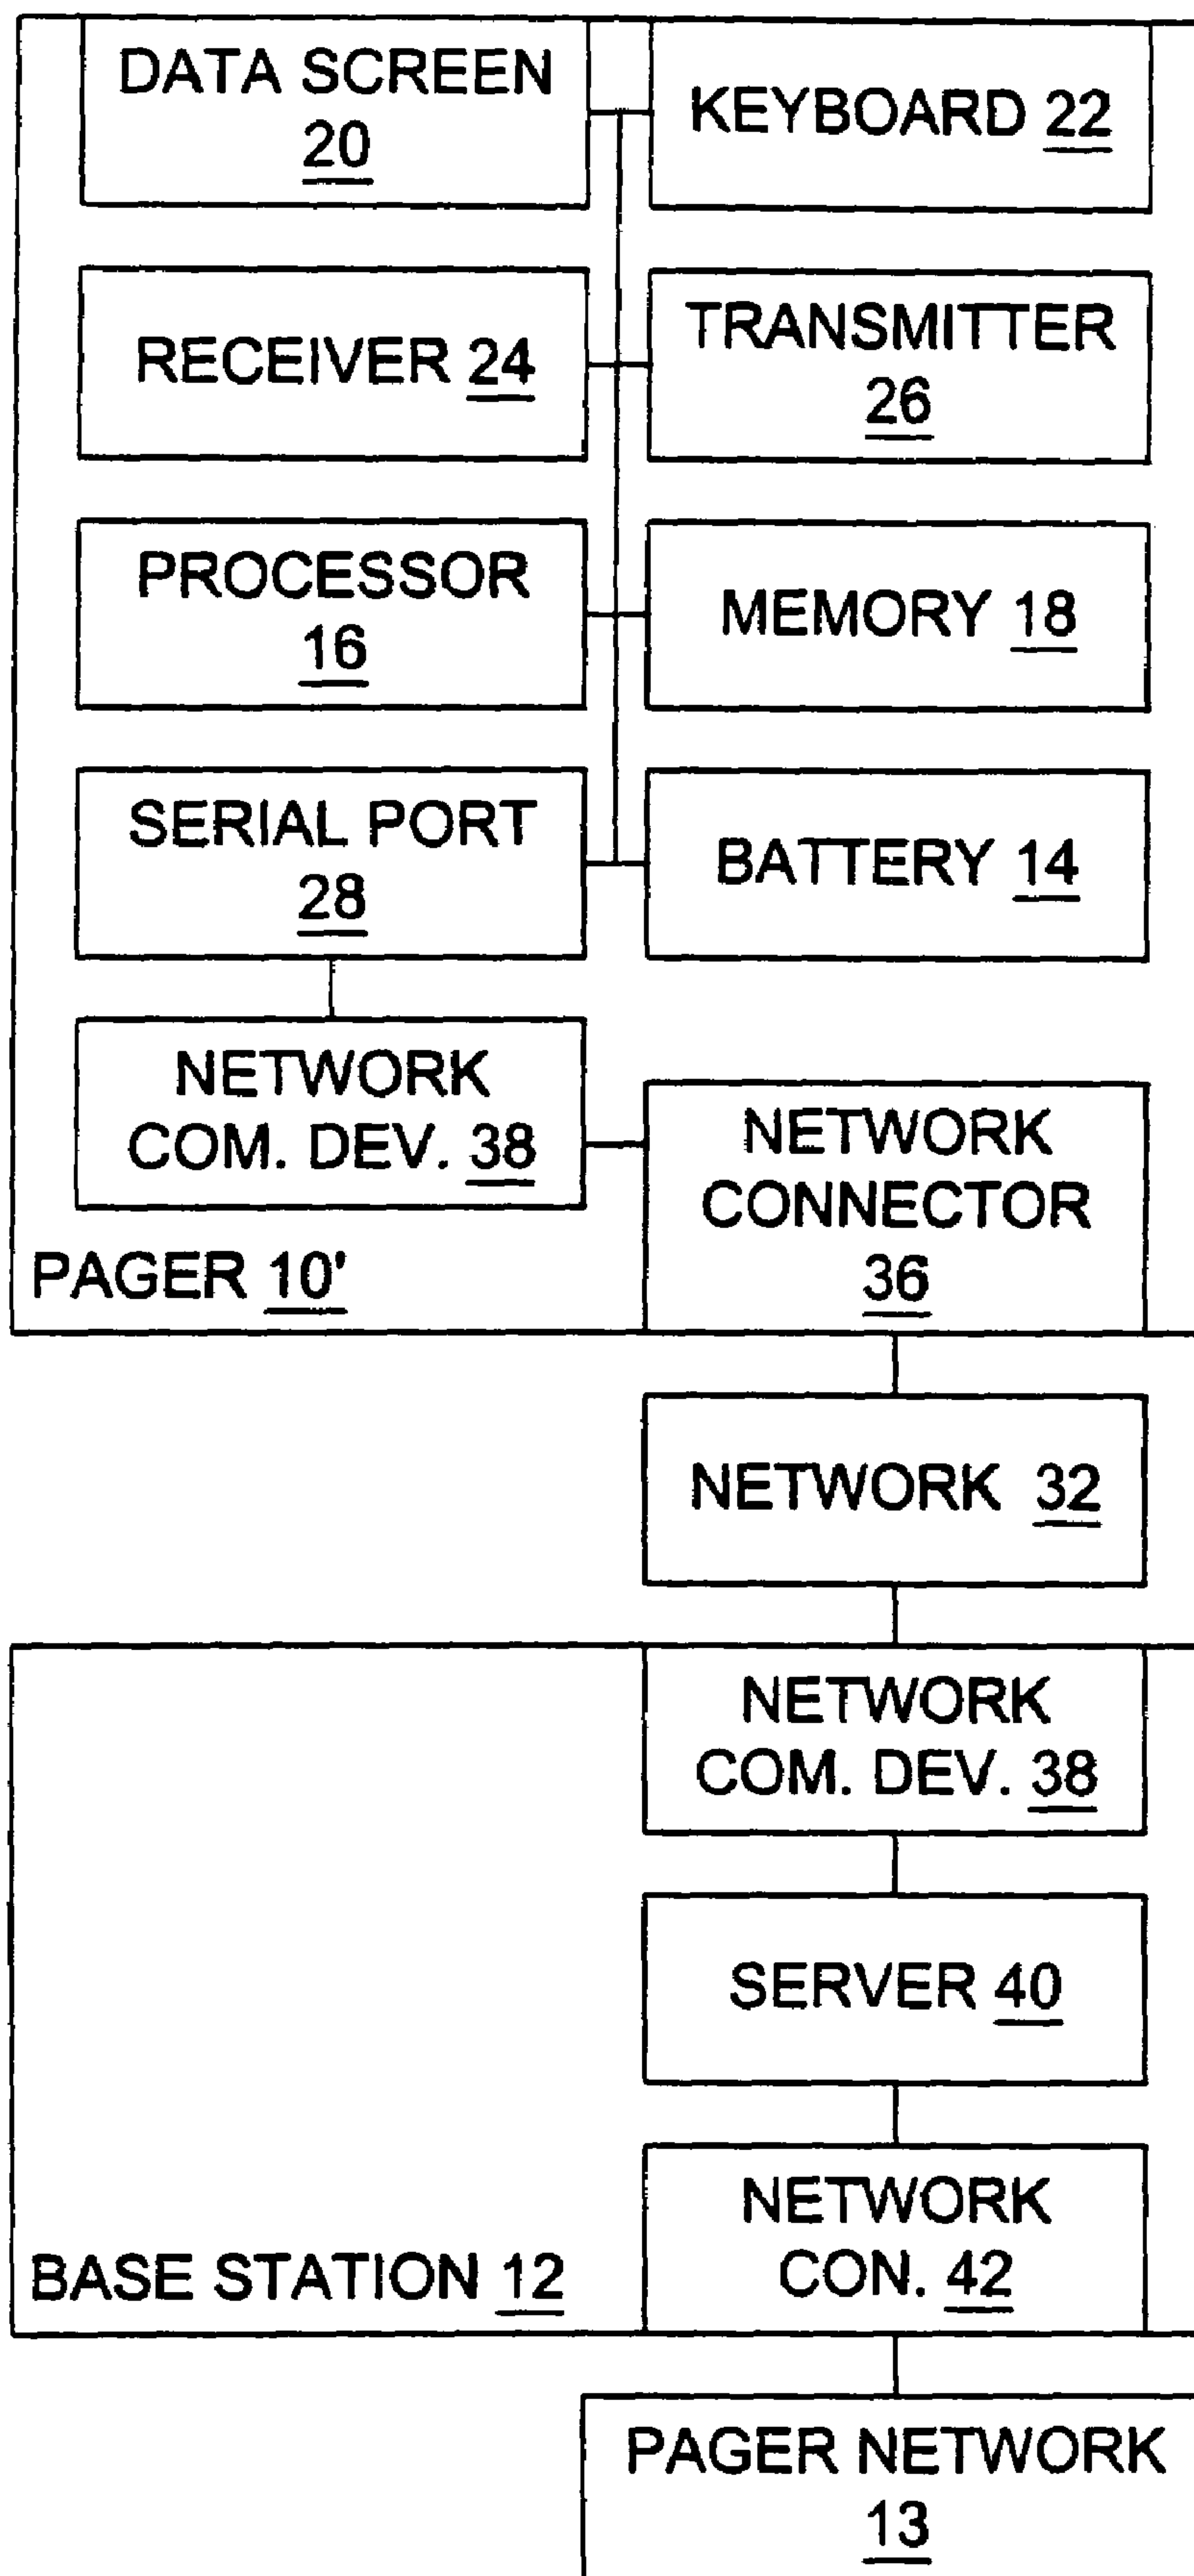 DATA SCREEN
20
KEYBOARD 22
RECEIVER 24
TRANSMITTER
26
PROCESSOR
16
MEMORY 18
SERIAL PORT
28
BATTERY 14
NETWORK
COM. DEV. 38
NETWORK
CONNECTOR
36
PAGER 10'
NETWORK 32
NETWORK
COM. DEV. 38
SERVER 40
NETWORK
CON. 42
BASE STATION 12
PAGER NETWORK
13